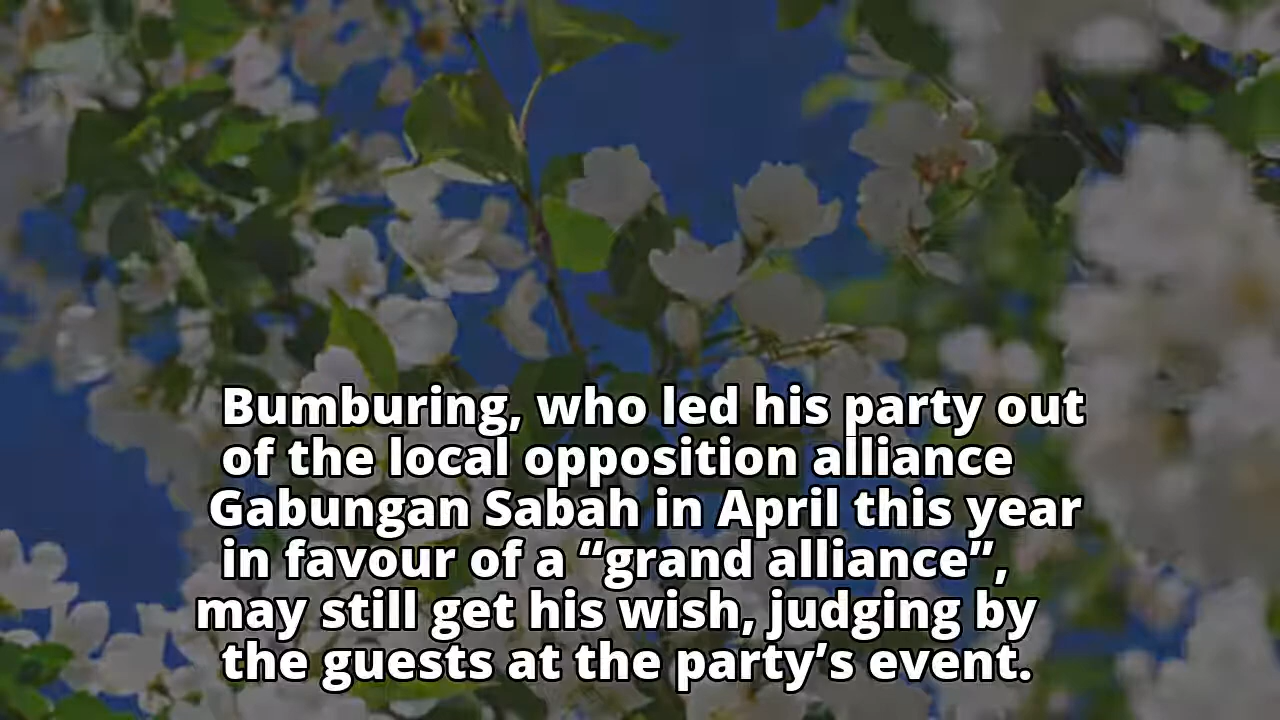 Bumburing, who led his party out
of the local opposition alliance
Gabungan Sabah in April this year
in favour of a “grand alliance”,
may still get his wish, judging by
the guests at the party’s event.